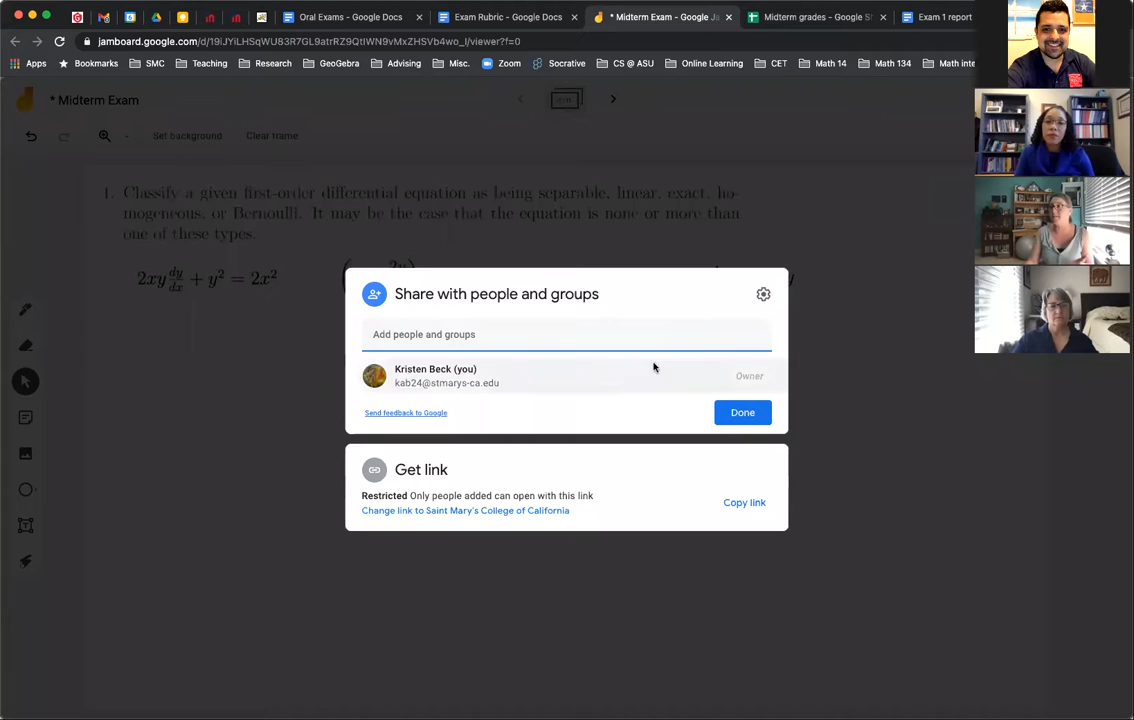 Oral Exams - Google Docs
Exam Rubric - Google Docs
* Midterm Exam - Google Ja
Midterm grades - Google S
Exam 1 report
jamboard.google.com/d/19iJYiLHSqWU83R7GL9atrRZ9QtIWN9vMxZHSVb4wo_I/viewer?f=0
Apps Bookmarks SMC Teaching Research GeoGebra Advising Misc. Zoom Socrative CS @ ASU Online Learning CET Math 14 Math 134 Math inte
* Midterm Exam
Set background Clear frame
1. Classify a given first-order differential equation as being separable, linear, exact, ho-
mogeneous, or Bernoulli. It may be the case that the equation is none or more than
one of these types.
2xy dy/dx + y² = 2x²
Share with people and groups
Add people and groups
Kristen Beck (you)
kab24@stmarys-ca.edu
Owner
Send feedback to Google
Done
Get link
Restricted Only people added can open with this link
Change link to Saint Mary's College of California
Copy link